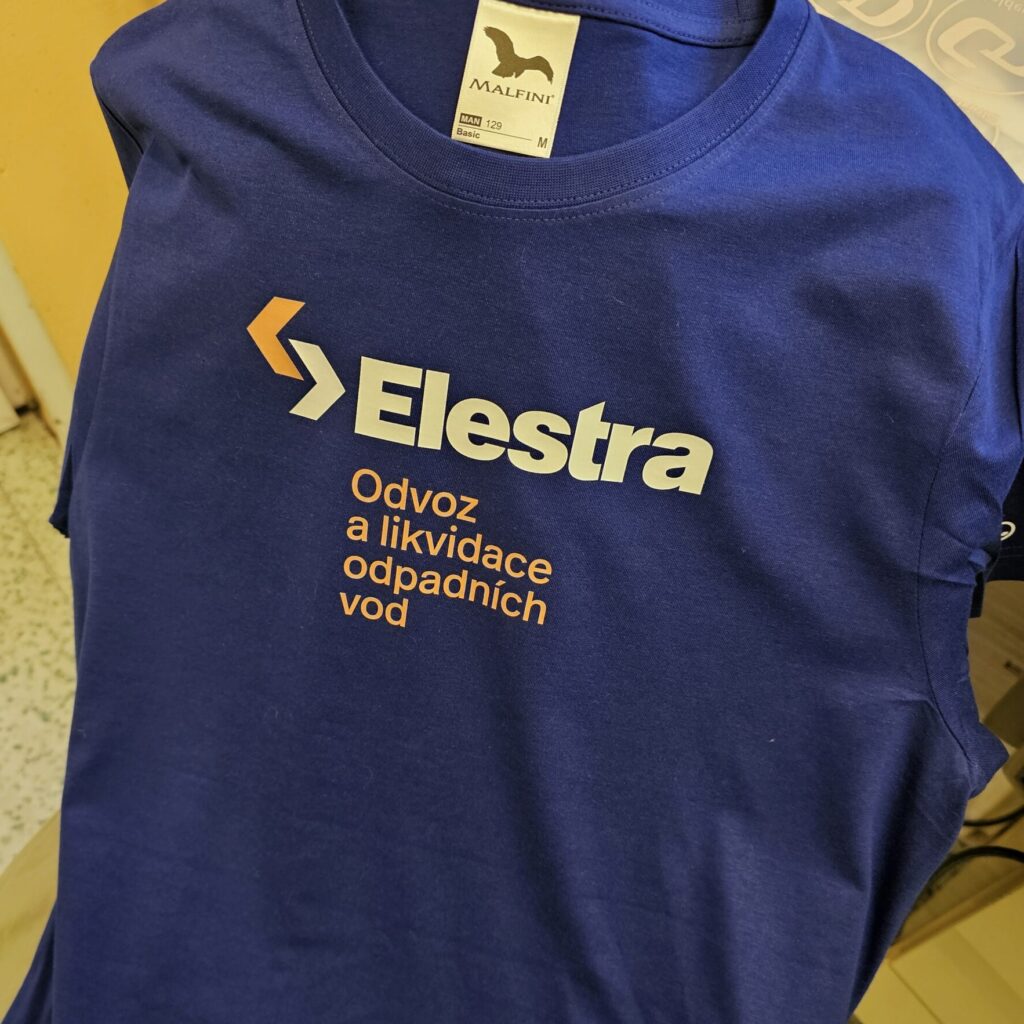 MALFINI®
MAN 129
Basic
M
Elestra
Odvoz
a likvidace
odpadních
vod